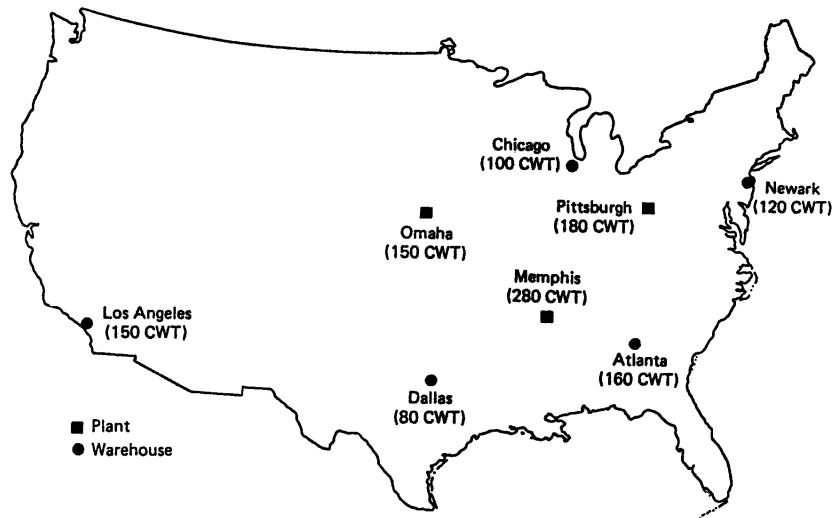 Chicago
(100 CWT)
Newark
(120 CWT)
Pittsburgh
(180 CWT)
Omaha
(150 CWT)
Memphis
(280 CWT)
Los Angeles
(150 CWT)
Atlanta
(160 CWT)
Dallas
(80 CWT)
Plant
Warehouse